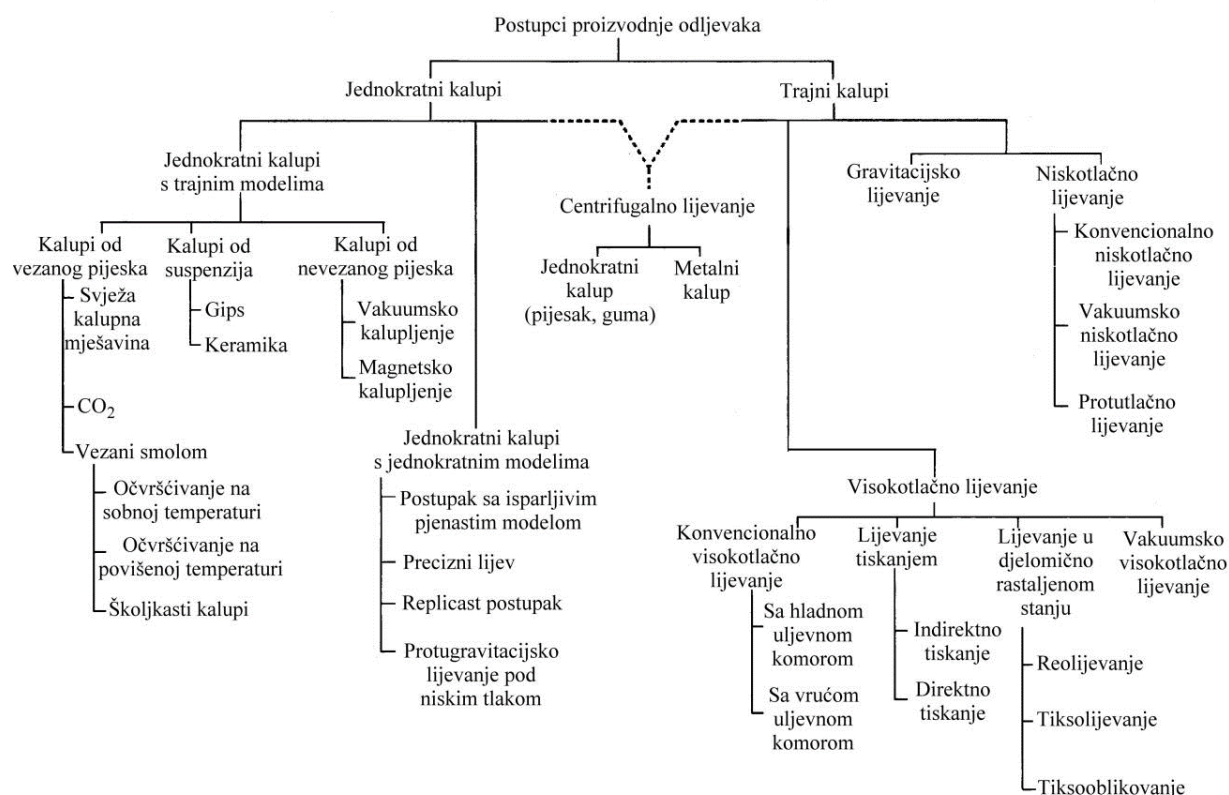 Postupci proizvodnje odljevaka
Jednokratni kalupi
Trajni kalupi
Jednokratni kalupi
s trajnim modelima
Kalupi od
vezanog pijeska
Svježa
kalupna
mješavina
CO₂
Vezani smolom
Očvršćivanje na
sobnoj temperaturi
Očvršćivanje na
povišenoj temperaturi
Školjkasti kalupi
Kalupi od
suspenzija
Gips
Keramika
Kalupi od
nevezanog pijeska
Vakuumsko
kalupljenje
Magnetsko
kalupljenje
Jednokratni kalupi
s jednokratnim modelima
Postupak sa isparljivim
pjenastim modelom
Precizni lijev
Replicast postupak
Protugravitacijsko
lijevanje pod
niskim tlakom
Centrifugalno lijevanje
Jednokratni
kalup
(pijesak, guma)
Metalni
kalup
Gravitacijsko
lijevanje
Niskotlačno
lijevanje
Konvencionalno
niskotlačno
lijevanje
Vakuumsko
niskotlačno
lijevanje
Protutlačno
lijevanje
Visokotlačno lijevanje
Konvencionalno
visokotlačno
lijevanje
Sa hladnom
uljevnom
komorom
Sa vrućom
uljevnom
komorom
Lijevanje
tiskanjem
Indirektno
tiskanje
Direktno
tiskanje
Lijevanje u
djelomično
rastaljenom
stanju
Reolijevanje
Tiksolijevanje
Tiksooblikovanje
Vakuumsko
visokotlačno
lijevanje